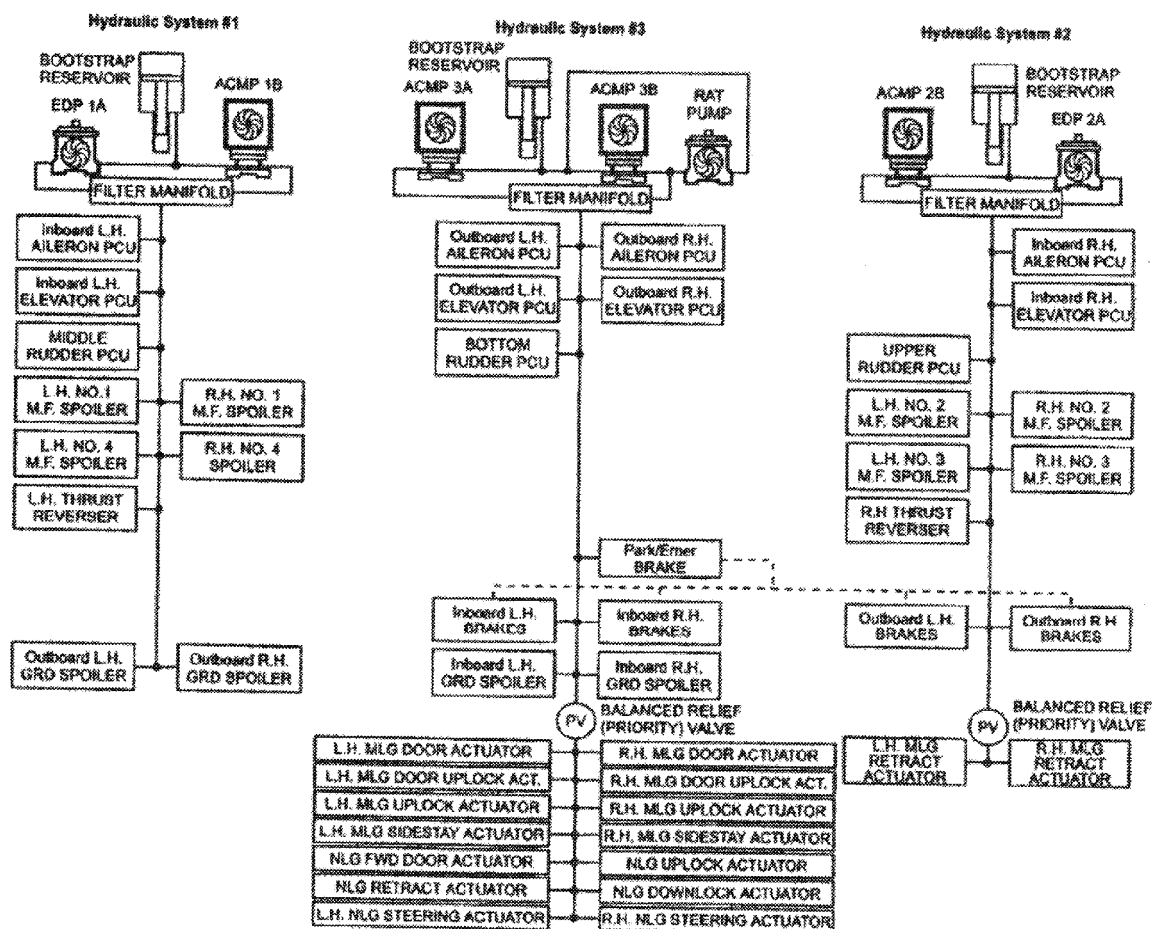 Hydraulic System #1
BOOTSTRAP
RESERVOIR
ACMP 1B
EDP 1A
FILTER MANIFOLD
Inboard L.H.
AILERON PCU
Inboard L.H.
ELEVATOR PCU
MIDDLE
RUDDER PCU
L.H. NO.1
M.F. SPOILER
R.H. NO. 1
M.F. SPOILER
L.H. NO. 4
M.F. SPOILER
R.H. NO. 4
SPOILER
L.H. THRUST
REVERSER
Outboard L.H.
GRD SPOILER
Outboard R.H.
GRD SPOILER
Hydraulic System #3
BOOTSTRAP
RESERVOIR
ACMP 3A
ACMP 3B
RAT
PUMP
FILTER MANIFOLD
Outboard L.H.
AILERON PCU
Outboard R.H.
AILERON PCU
Outboard L.H.
ELEVATOR PCU
Outboard R.H.
ELEVATOR PCU
BOTTOM
RUDDER PCU
Park/Emer
BRAKE
Inboard L.H.
BRAKES
Inboard R.H.
BRAKES
Inboard L.H.
GRD SPOILER
Inboard R.H.
GRD SPOILER
PV
BALANCED RELIEF
(PRIORITY) VALVE
L.H. MLG DOOR ACTUATOR
R.H. MLG DOOR ACTUATOR
L.H. MLG DOOR UPLOCK ACT.
R.H. MLG DOOR UPLOCK ACT.
L.H. MLG UPLOCK ACTUATOR
R.H. MLG UPLOCK ACTUATOR
L.H. MLG SIDESTAY ACTUATOR
R.H, MLG SIDESTAY ACTUATOR
NLG FWD DOOR ACTUATOR
NLG UPLOCK ACTUATOR
NLG RETRACT ACTUATOR
NLG DOWNLOCK ACTUATOR
L.H. NLG STEERING ACTUATOR
R.H. NLG STEERING ACTUATOR
Hydraulic System #2
ACMP 2B
BOOTSTRAP
RESERVOIR
EDP 2A
FILTER MANIFOLD
Inboard R.H.
AILERON PCU
Inboard R.H.
ELEVATOR PCU
UPPER
RUDDER PCU
L.H. NO. 2
M.F. SPOILER
R.H. NO. 2
M.F. SPOILER
L.H. NO. 3
M.F. SPOILER
R.H. NO. 3
M.F. SPOILER
R.H THRUST
REVERSER
Outboard L.H.
BRAKES
Outboard R.H
BRAKES
PV
BALANCED RELIEF
(PRIORITY) VALVE
L.H. MLG
RETRACT
ACTUATOR
R.H. MLG
RETRACT
ACTUATOR